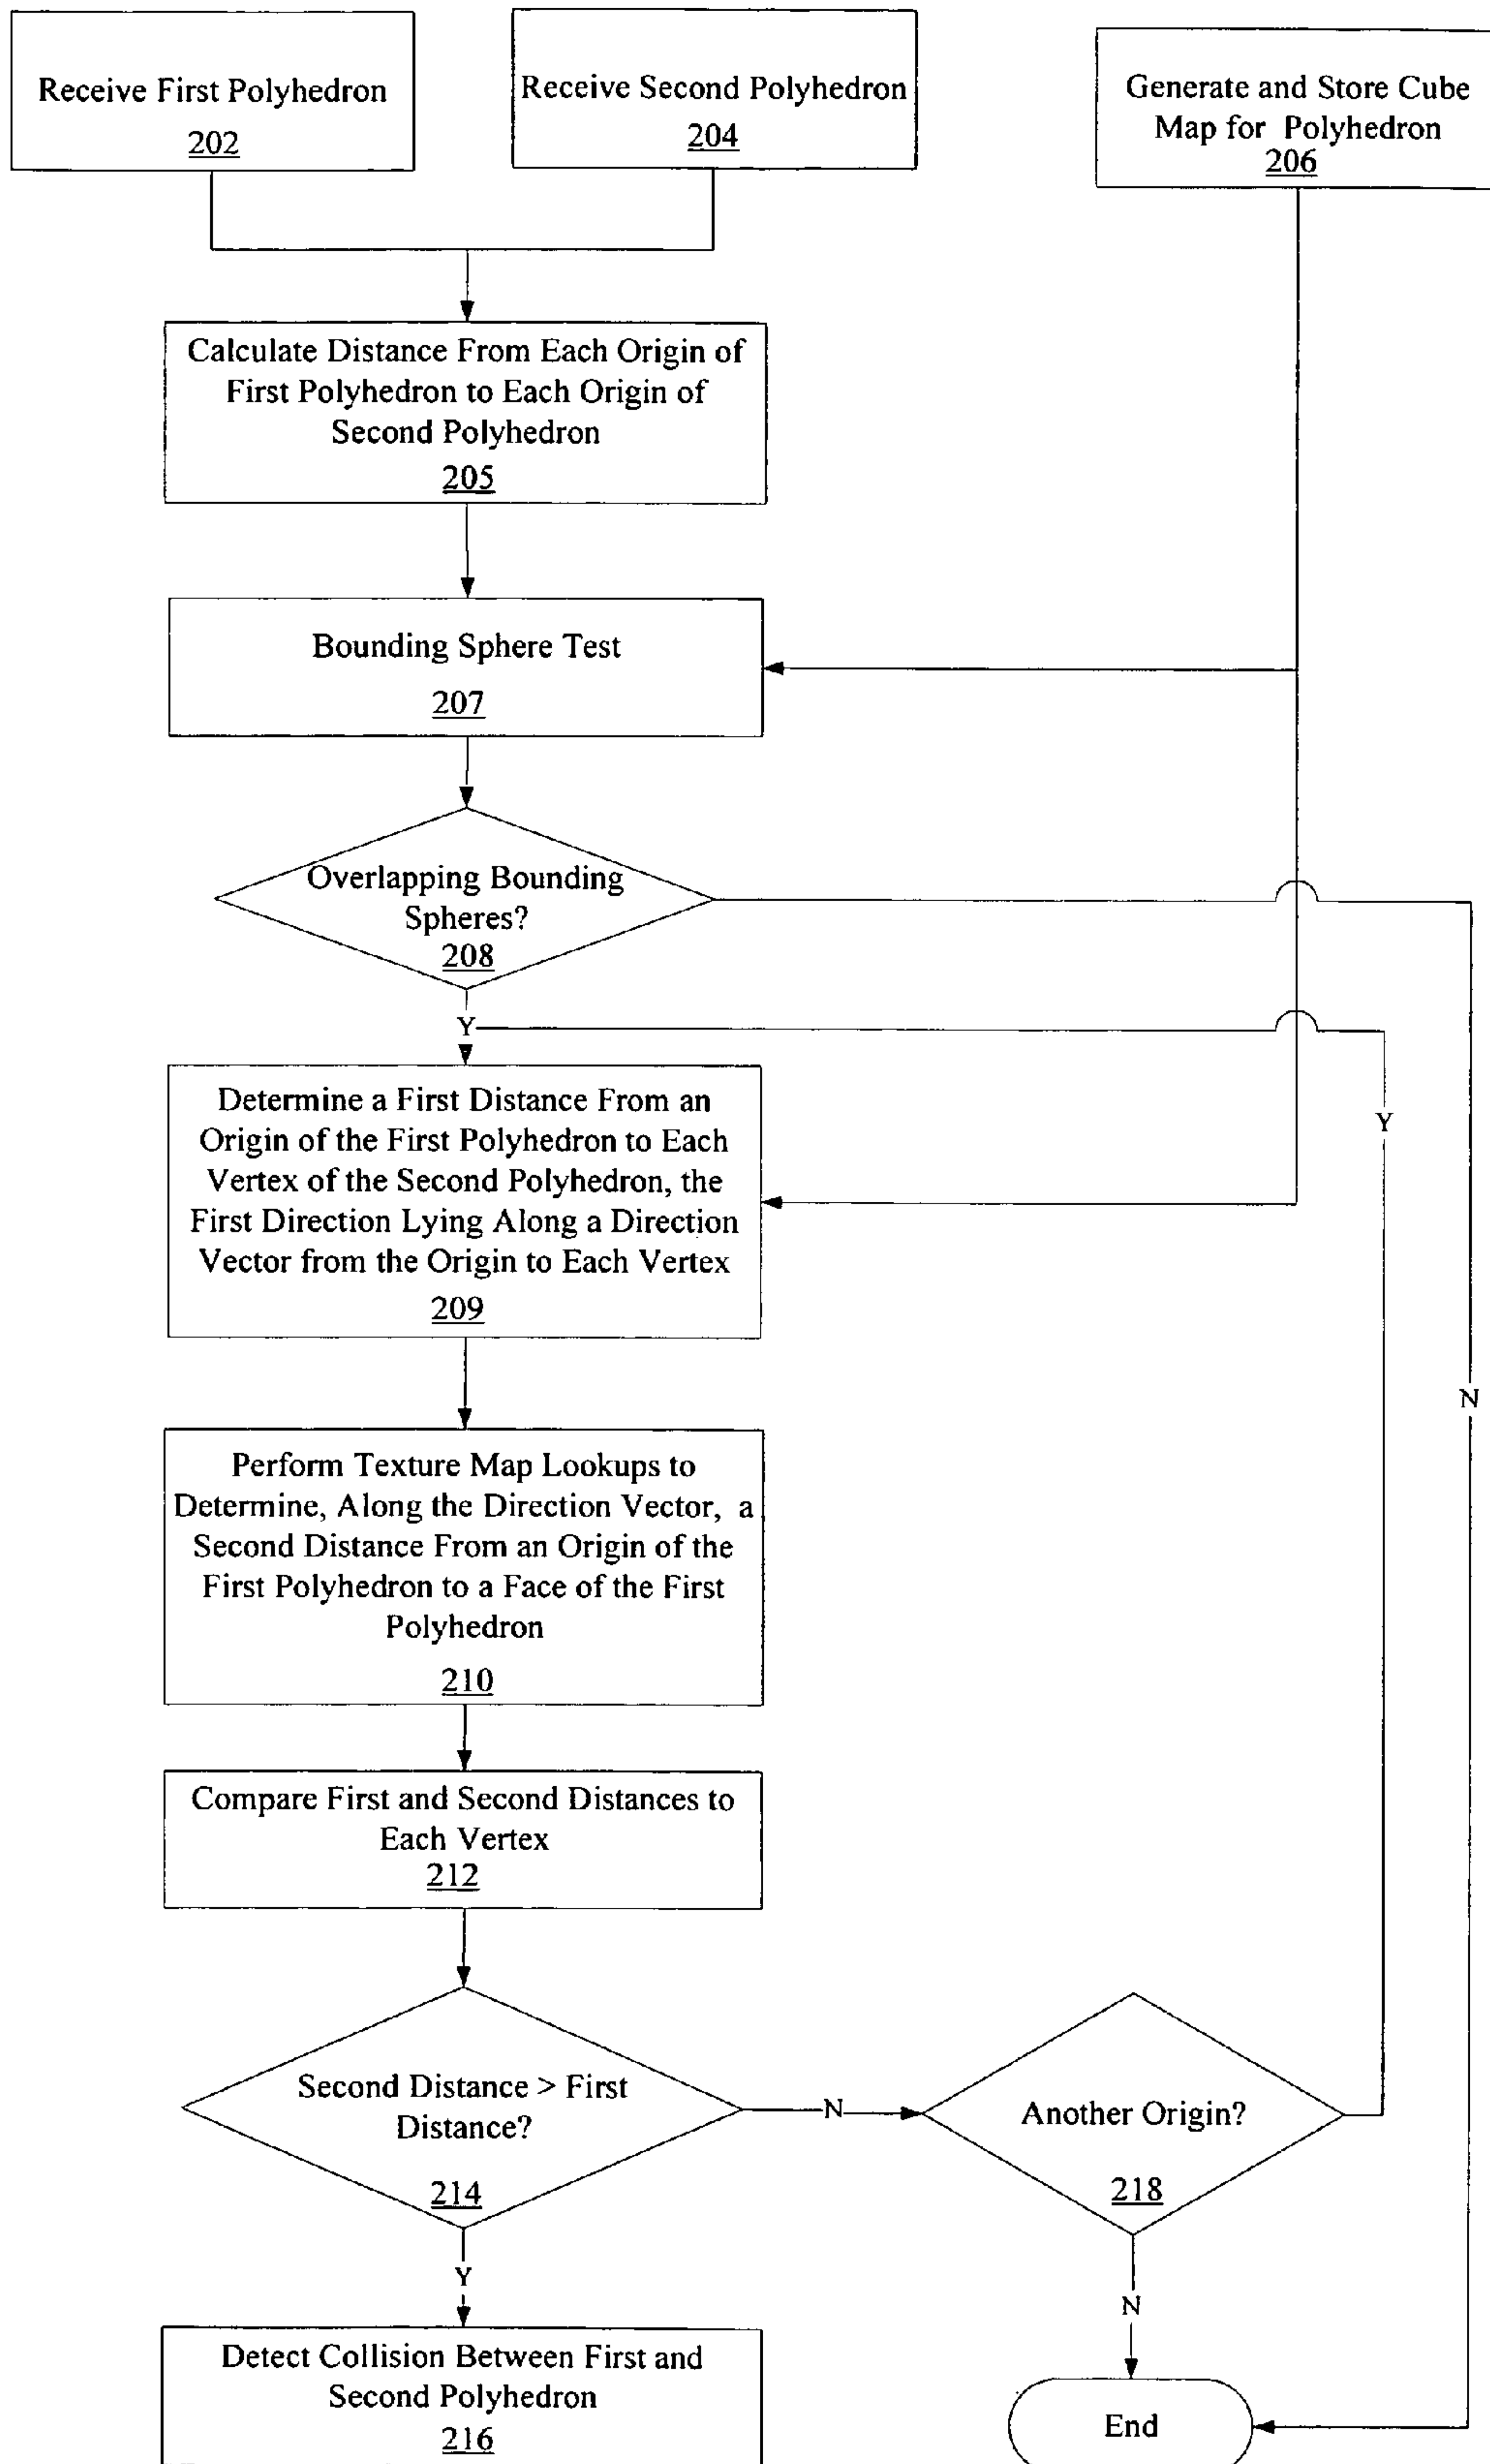 Receive First Polyhedron
202
Receive Second Polyhedron
204
Generate and Store Cube
Map for Polyhedron
206
Calculate Distance From Each Origin of
First Polyhedron to Each Origin of
Second Polyhedron
205
Bounding Sphere Test
207
Overlapping Bounding
Spheres?
208
Y
Determine a First Distance From an
Origin of the First Polyhedron to Each
Vertex of the Second Polyhedron, the
First Direction Lying Along a Direction
Vector from the Origin to Each Vertex
209
Y
N
Perform Texture Map Lookups to
Determine, Along the Direction Vector, a
Second Distance From an Origin of the
First Polyhedron to a Face of the First
Polyhedron
210
Compare First and Second Distances to
Each Vertex
212
Second Distance > First
Distance?
214
N
Another Origin?
218
Y
N
Detect Collision Between First and
Second Polyhedron
216
End